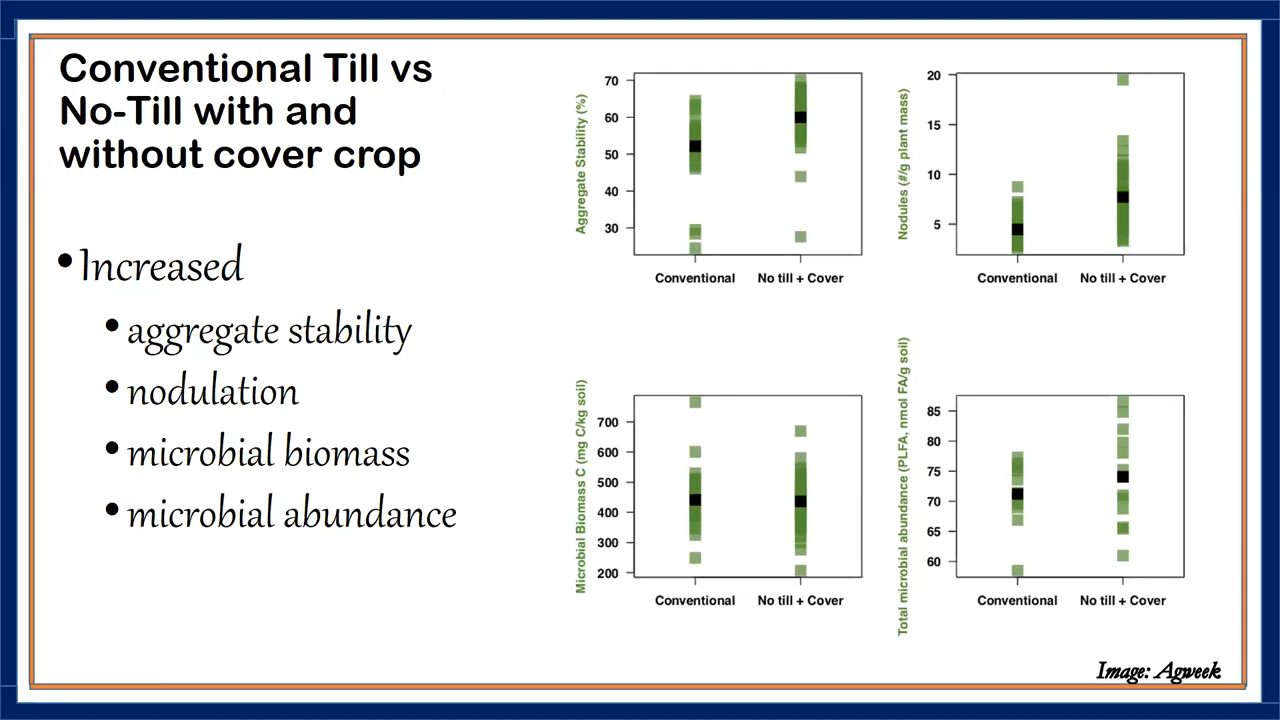 Conventional Till vs
No-Till with and
without cover crop
•Increased
•aggregate stability
•nodulation
•microbial biomass
•microbial abundance
Aggregate Stability (%)
70
60
50
40
30
Conventional No till + Cover
Nodules (#/g plant mass)
20
15
10
5
Conventional No till + Cover
Microbial Biomass C (mg C/kg soil)
700
600
500
400
300
200
Conventional No till + Cover
Total microbial abundance (PLFA, nmol FA/g soil)
85
80
75
70
65
60
Conventional No till + Cover
Image: Agweek